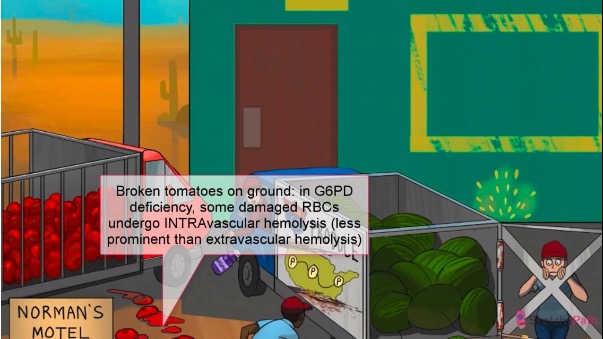 Broken tomatoes on ground: in G6PD
deficiency, some damaged RBCs
undergo INTRAvascular hemolysis (less
prominent than extravascular hemolysis)
P
P
P
NORMAN'S
MOTEL